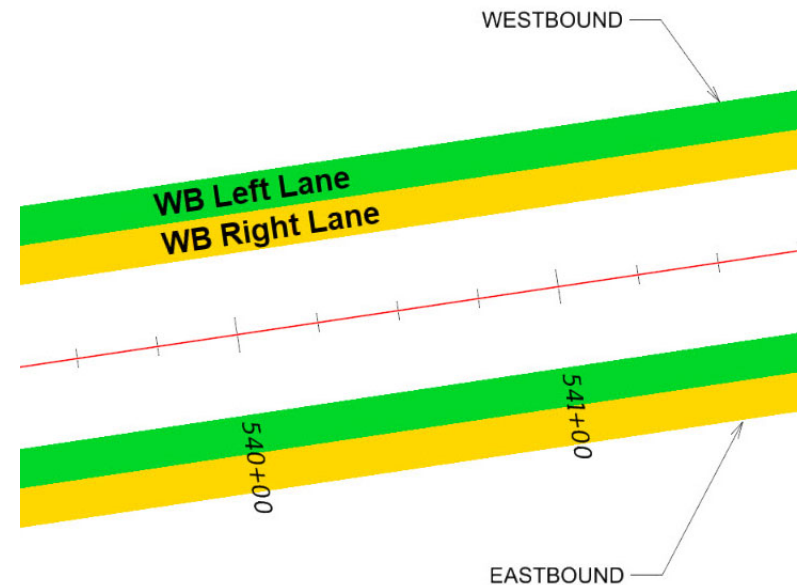 WESTBOUND
WB Left Lane
WB Right Lane
541+00
540+00
EASTBOUND